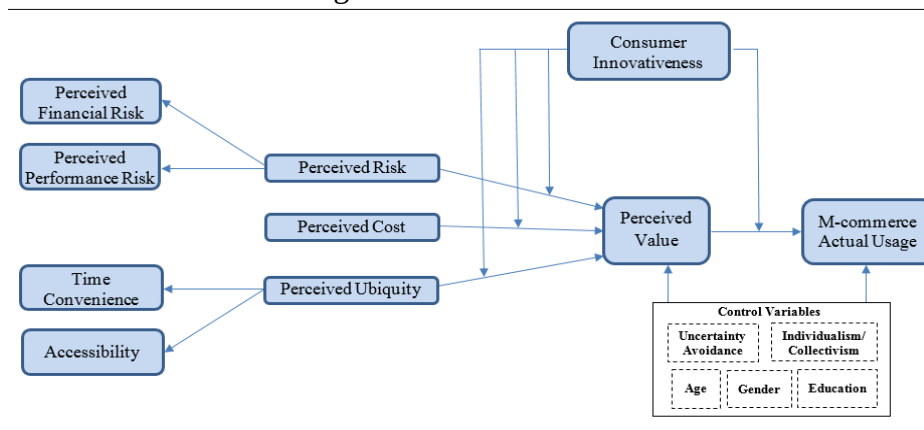 Consumer
Innovativeness
Perceived
Financial Risk
Perceived
Performance Risk
Perceived Risk
Perceived Cost
Perceived
Value
M-commerce
Actual Usage
Time
Convenience
Perceived Ubiquity
Accessibility
Control Variables
Uncertainty
Avoidance
Individualism/
Collectivism
Age
Gender
Education